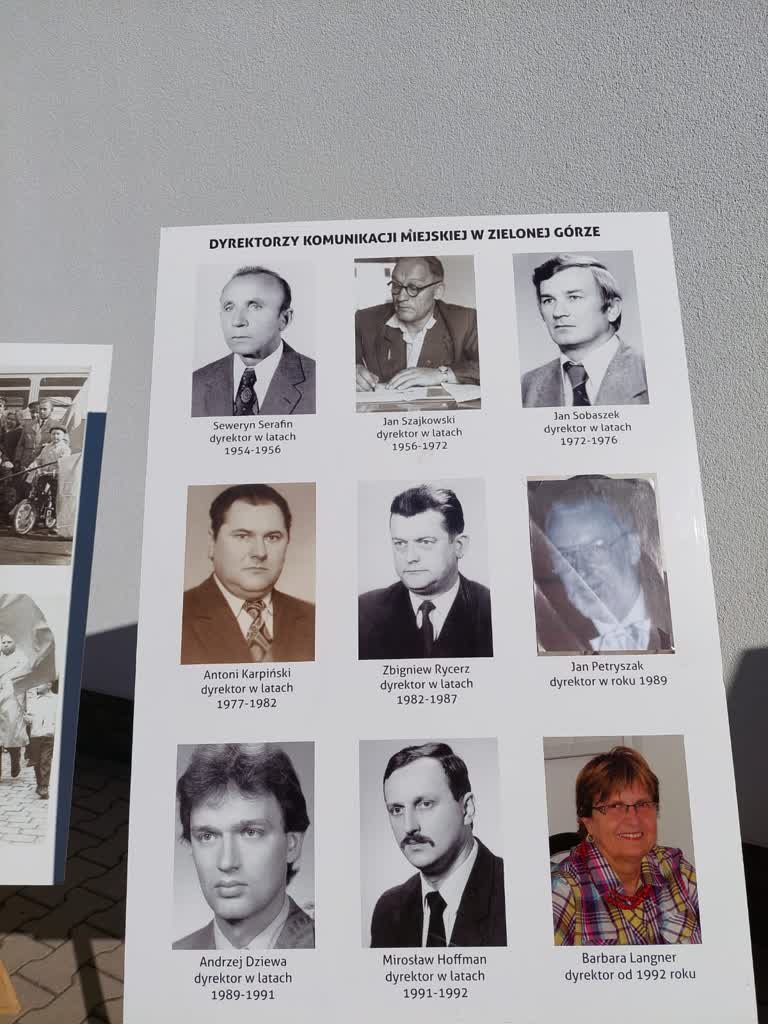 DYREKTORZY KOMUNIKACJI MIEJSKIEJ W ZIELONEJ GÓRZE
Seweryn Serafin
dyrektor w latach
1954-1956
Jan Szajkowski
dyrektor w latach
1956-1972
Jan Sobaszek
dyrektor w latach
1972-1976
Antoni Karpiński
dyrektor w latach
1977-1982
Zbigniew Rycerz
dyrektor w latach
1982-1987
Jan Petryszak
dyrektor w roku 1989
Andrzej Dziewa
dyrektor w latach
1989-1991
Mirosław Hoffman
dyrektor w latach
1991-1992
Barbara Langner
dyrektor od 1992 roku